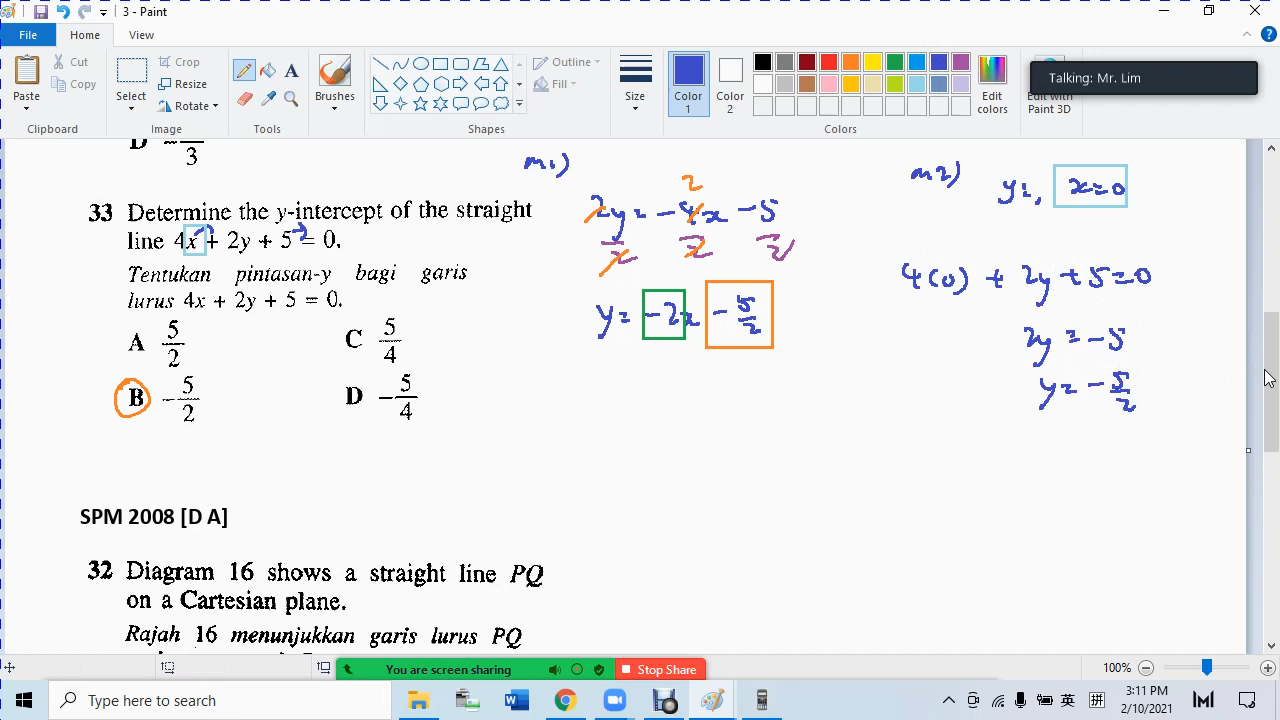 3 - Paint
File
Home
View
Talking: Mr. Lim
Paste
Cut
Copy
Clipboard
Select
Crop
Resize
Rotate
Image
A
Tools
Brushes
Outline
Fill
Shapes
Size
Color 1
Color 2
Edit colors
Edit with Paint 3D
Colors
3
33 Determine the y-intercept of the straight
line 4x + 2y + 5 = 0.
Tentukan pintasan-y bagi garis
lurus 4x + 2y + 5 = 0.
A 5/2
C 5/4
B -5/2
D -5/4
m1)
2
2y = -4x - 5
2 2 2
y = -2x - 5/2
m2)
y=, x=0
4(0) + 2y + 5 = 0
2y = -5
y = -5/2
SPM 2008 [D A]
32 Diagram 16 shows a straight line PQ
on a Cartesian plane.
Rajah 16 menunjukkan garis lurus PQ
100%
You are screen sharing
Stop Share
Type here to search
英
拼
3:11 PM
2/10/2021